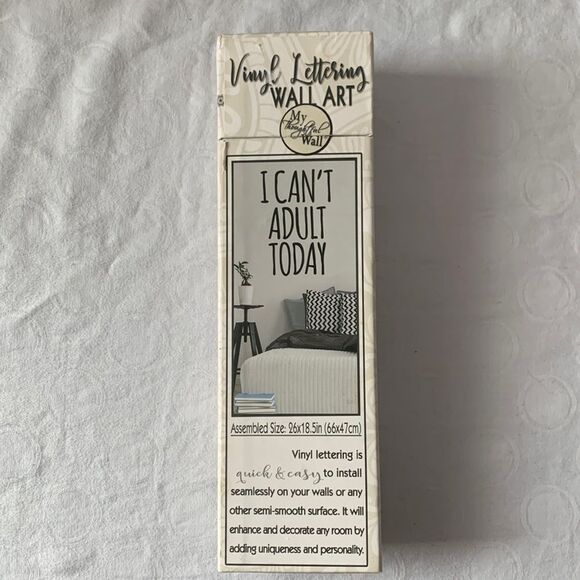 Vinyl Lettering
WALL ART
My
Thoughtful
Wall
I CAN'T
ADULT
TODAY
Assembled Size: 26x18.5in (66x47cm)
Vinyl lettering is
quick & easy to install
seamlessly on your walls or any
other semi-smooth surface. It will
enhance and decorate any room by
adding uniqueness and personality.